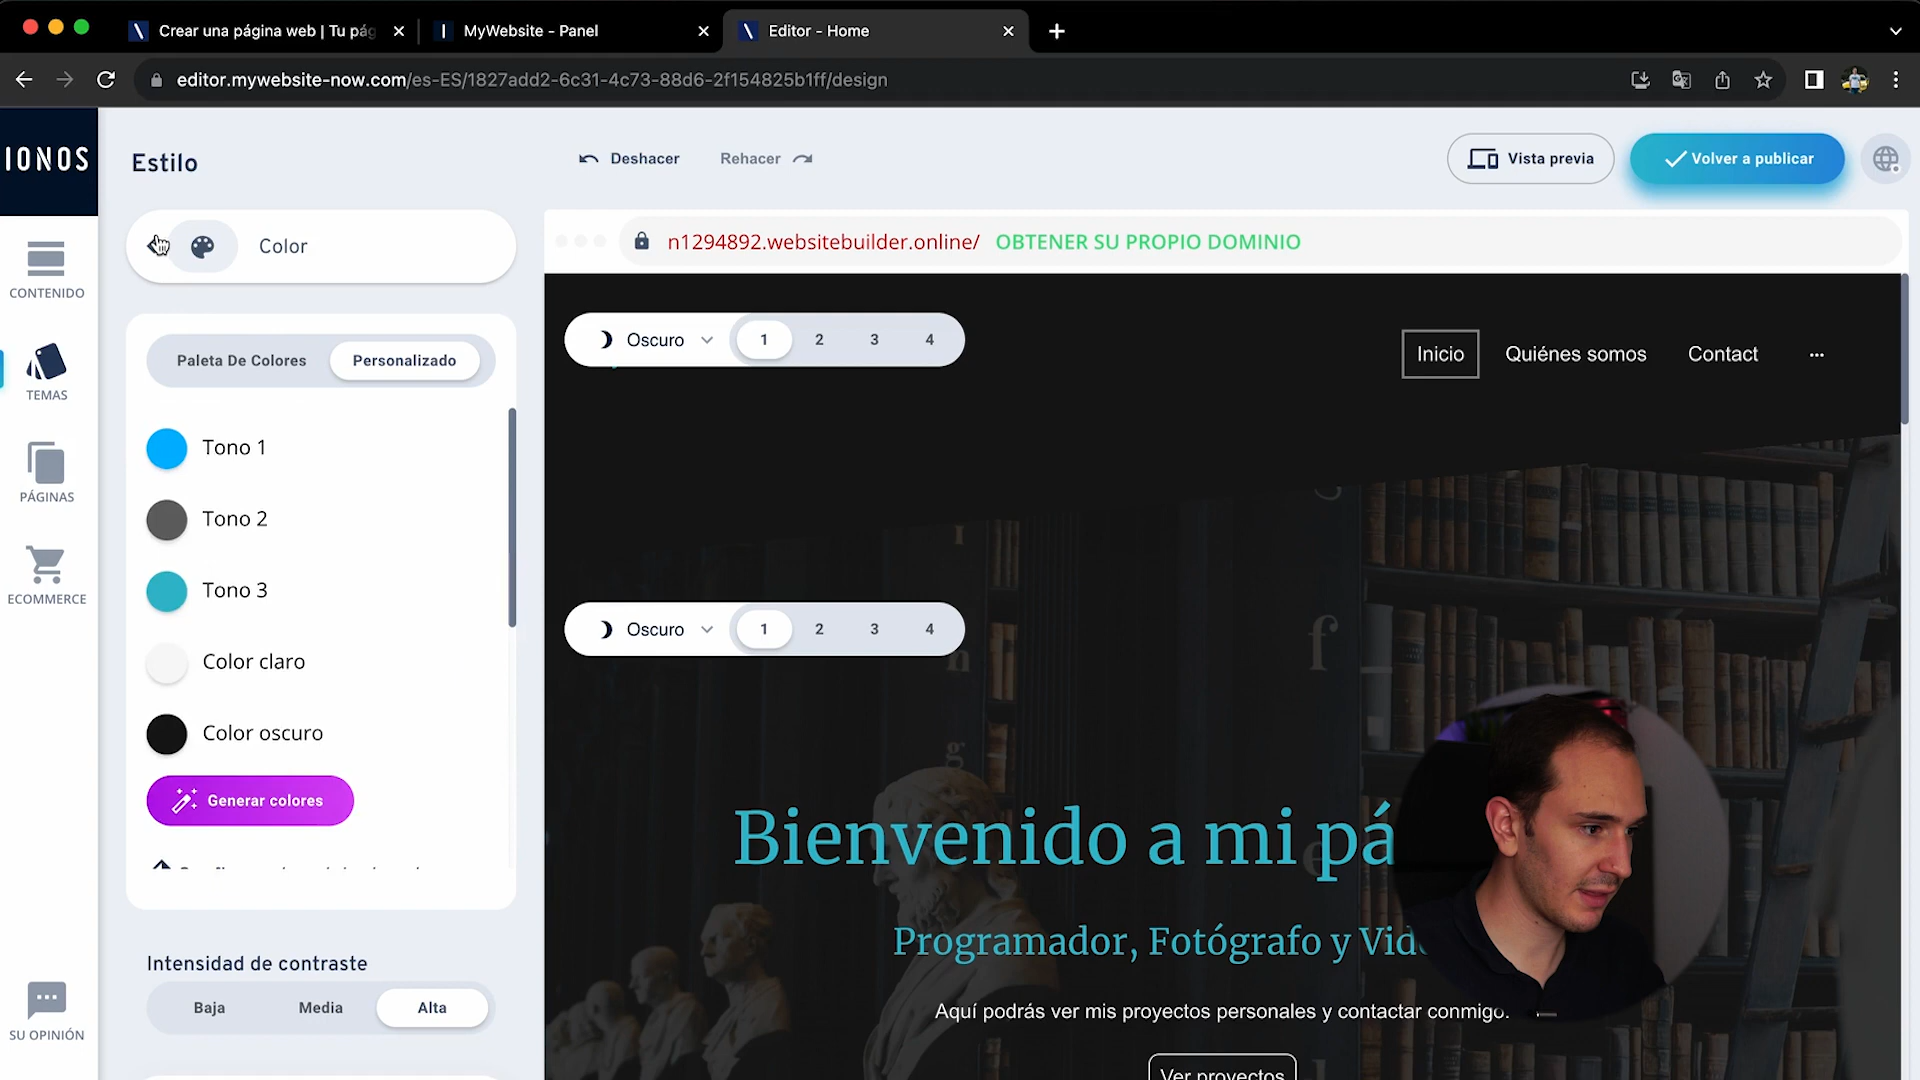 Crear una página web | Tu pág
MyWebsite - Panel
Editor - Home
editor.mywebsite-now.com/es-ES/1827add2-6c31-4c73-88d6-2f154825b1ff/design
IONOS
Estilo
Deshacer
Rehacer
Vista previa
Volver a publicar
Color
n1294892.websitebuilder.online/ OBTENER SU PROPIO DOMINIO
CONTENIDO
TEMAS
PÁGINAS
ECOMMERCE
SU OPINIÓN
Paleta De Colores
Personalizado
Tono 1
Tono 2
Tono 3
Color claro
Color oscuro
Generar colores
Intensidad de contraste
Baja
Media
Alta
Oscuro
1 2 3 4
Inicio
Quiénes somos
Contact
...
Oscuro
1 2 3 4
Bienvenido a mi pá
Programador, Fotógrafo y Vide
Aquí podrás ver mis proyectos personales y contactar conmigo.
Ver proyectos